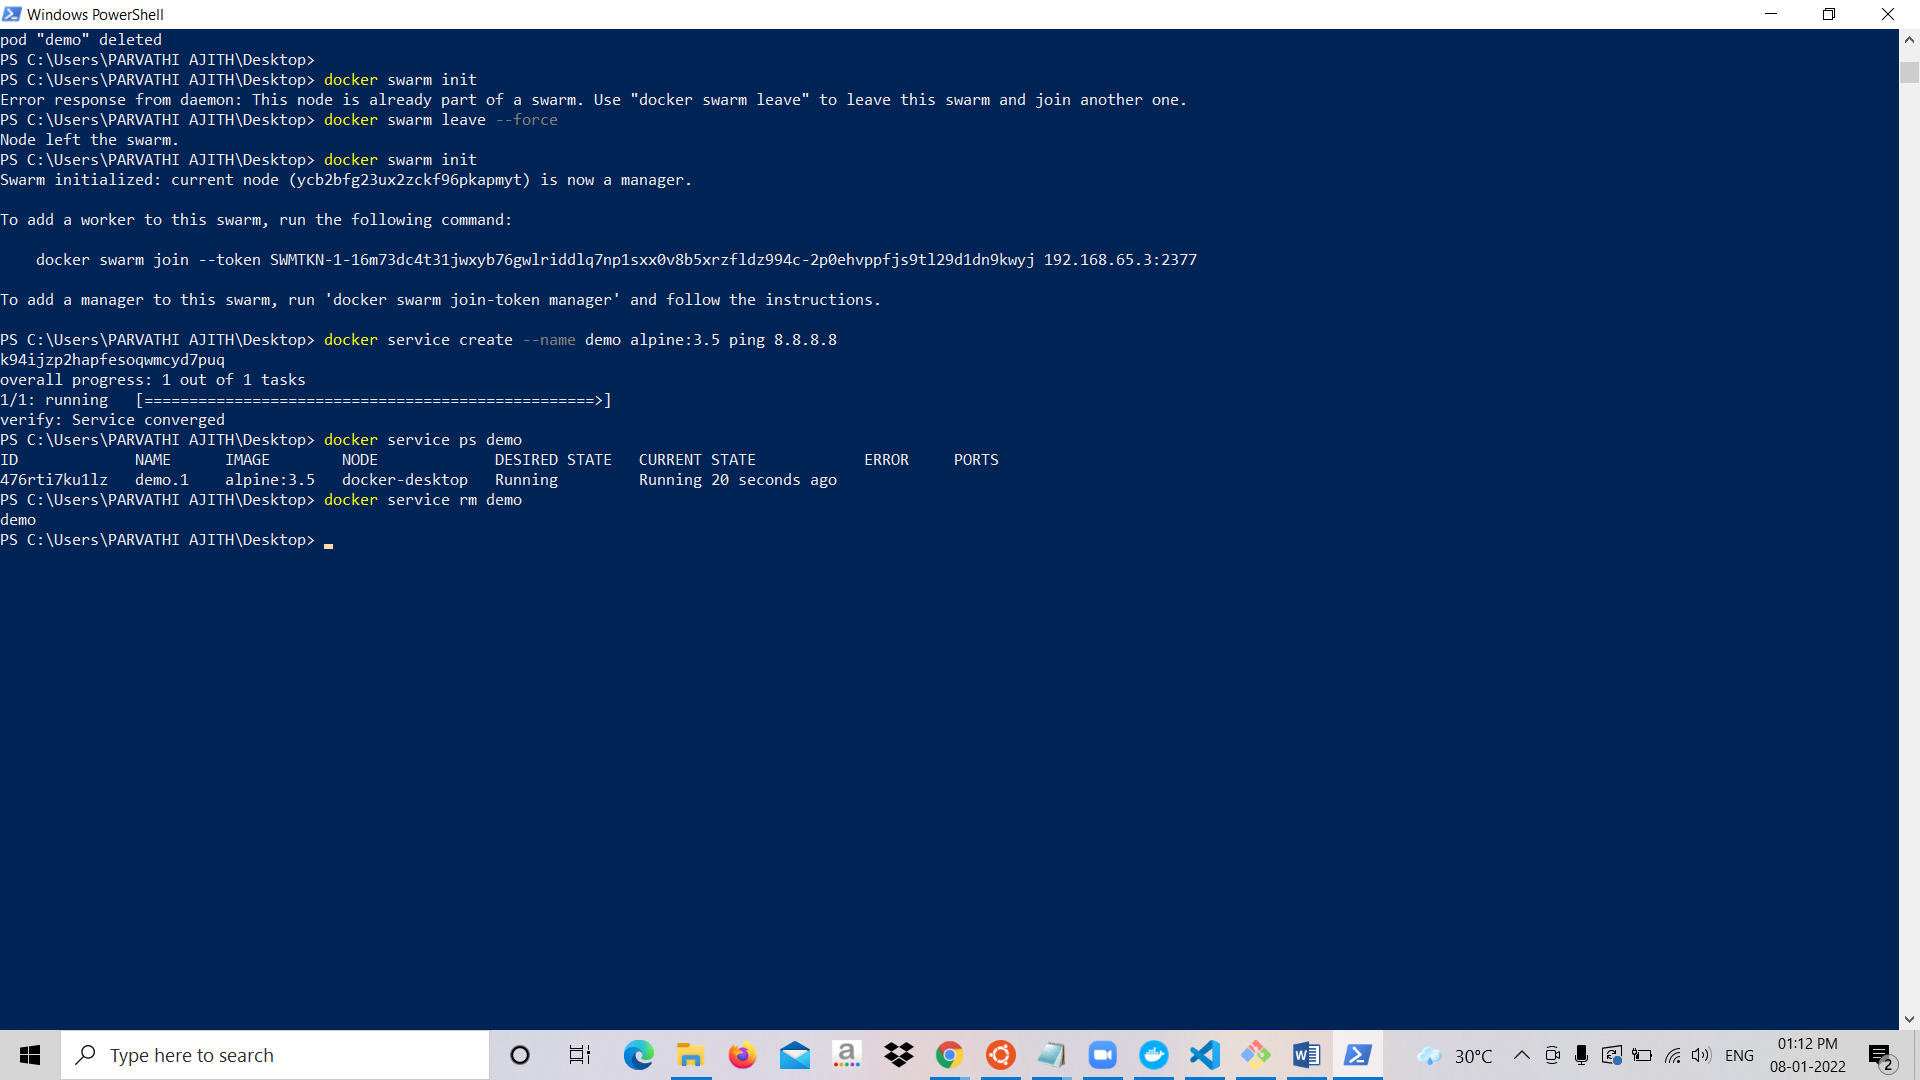 Windows PowerShell
pod "demo" deleted
PS C:\Users\PARVATHI AJITH\Desktop>
PS C:\Users\PARVATHI AJITH\Desktop> docker swarm init
Error response from daemon: This node is already part of a swarm. Use "docker swarm leave" to leave this swarm and join another one.
PS C:\Users\PARVATHI AJITH\Desktop> docker swarm leave --force
Node left the swarm.
PS C:\Users\PARVATHI AJITH\Desktop> docker swarm init
Swarm initialized: current node (ycb2bfg23ux2zckf96pkapmyt) is now a manager.
To add a worker to this swarm, run the following command:
docker swarm join --token SWMTKN-1-16m73dc4t31jwxyb76gwlriddlq7np1sxx0v8b5xrzfldz994c-2p0ehvppfjs9tl29d1dn9kwyj 192.168.65.3:2377
To add a manager to this swarm, run 'docker swarm join-token manager' and follow the instructions.
PS C:\Users\PARVATHI AJITH\Desktop> docker service create --name demo alpine:3.5 ping 8.8.8.8
k94ijzp2hapfesoqwmcyd7puq
overall progress: 1 out of 1 tasks
1/1: running   [==================================================>]
verify: Service converged
PS C:\Users\PARVATHI AJITH\Desktop> docker service ps demo
ID             NAME      IMAGE        NODE             DESIRED STATE   CURRENT STATE            ERROR     PORTS
476rti7ku1lz   demo.1    alpine:3.5   docker-desktop   Running         Running 20 seconds ago
PS C:\Users\PARVATHI AJITH\Desktop> docker service rm demo
demo
PS C:\Users\PARVATHI AJITH\Desktop>
Type here to search
a
30°C
ENG
01:12 PM
08-01-2022
2